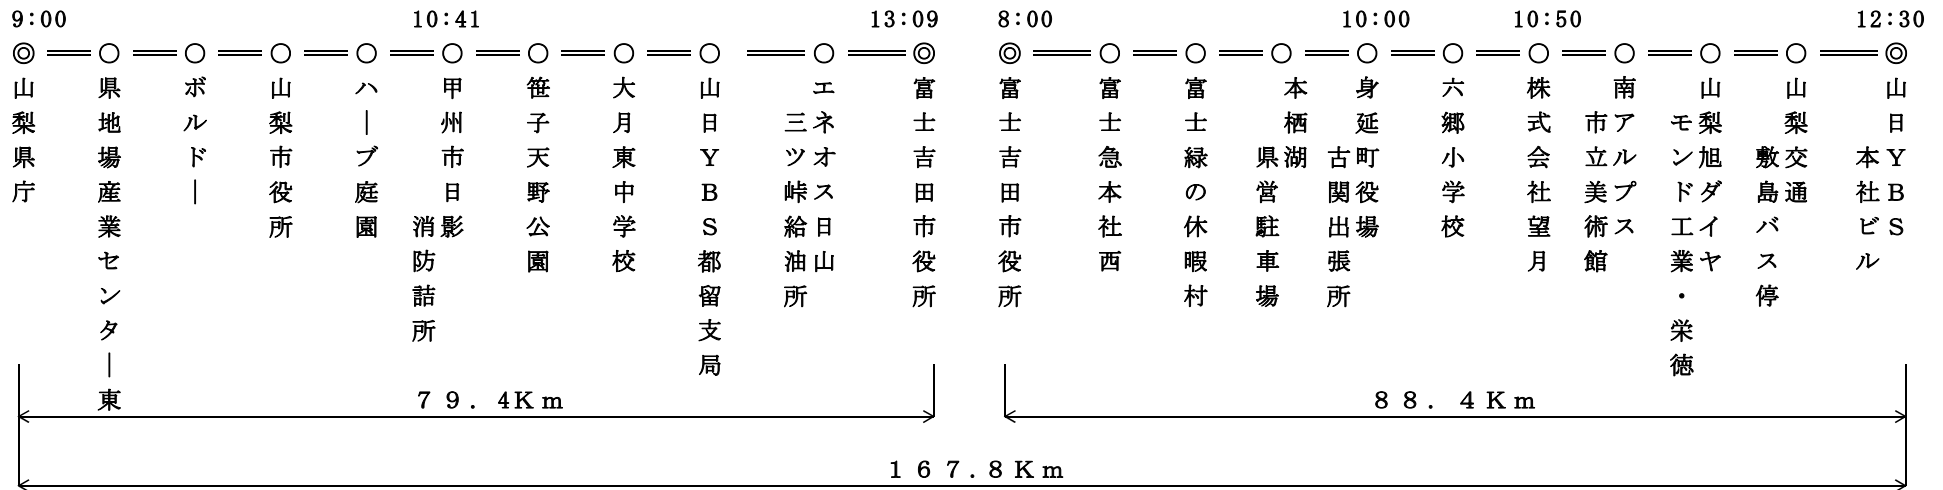 9:00 10:41 13:09 8:00 10:00 10:50 12:30
山梨県庁
県地場産業センター東
ボルドー
山梨市役所
ハーブ庭園
甲州市日影
消防詰所
笹子天野公園
大月東中学校
山日YBS都留支局
エネオス日山
三ツ峠給油所
富士吉田市役所
富士吉田市役所
富士急本社西
富士緑の休暇村
本栖湖
県営駐車場
身延町役場
古関出張所
六郷小学校
株式会社望月
南アルプス
市立美術館
山梨旭ダイヤ
モンド工業・栄徳
山梨交通
敷島バス停
山日YBS
本社ビル
79.4Km
88.4Km
167.8Km